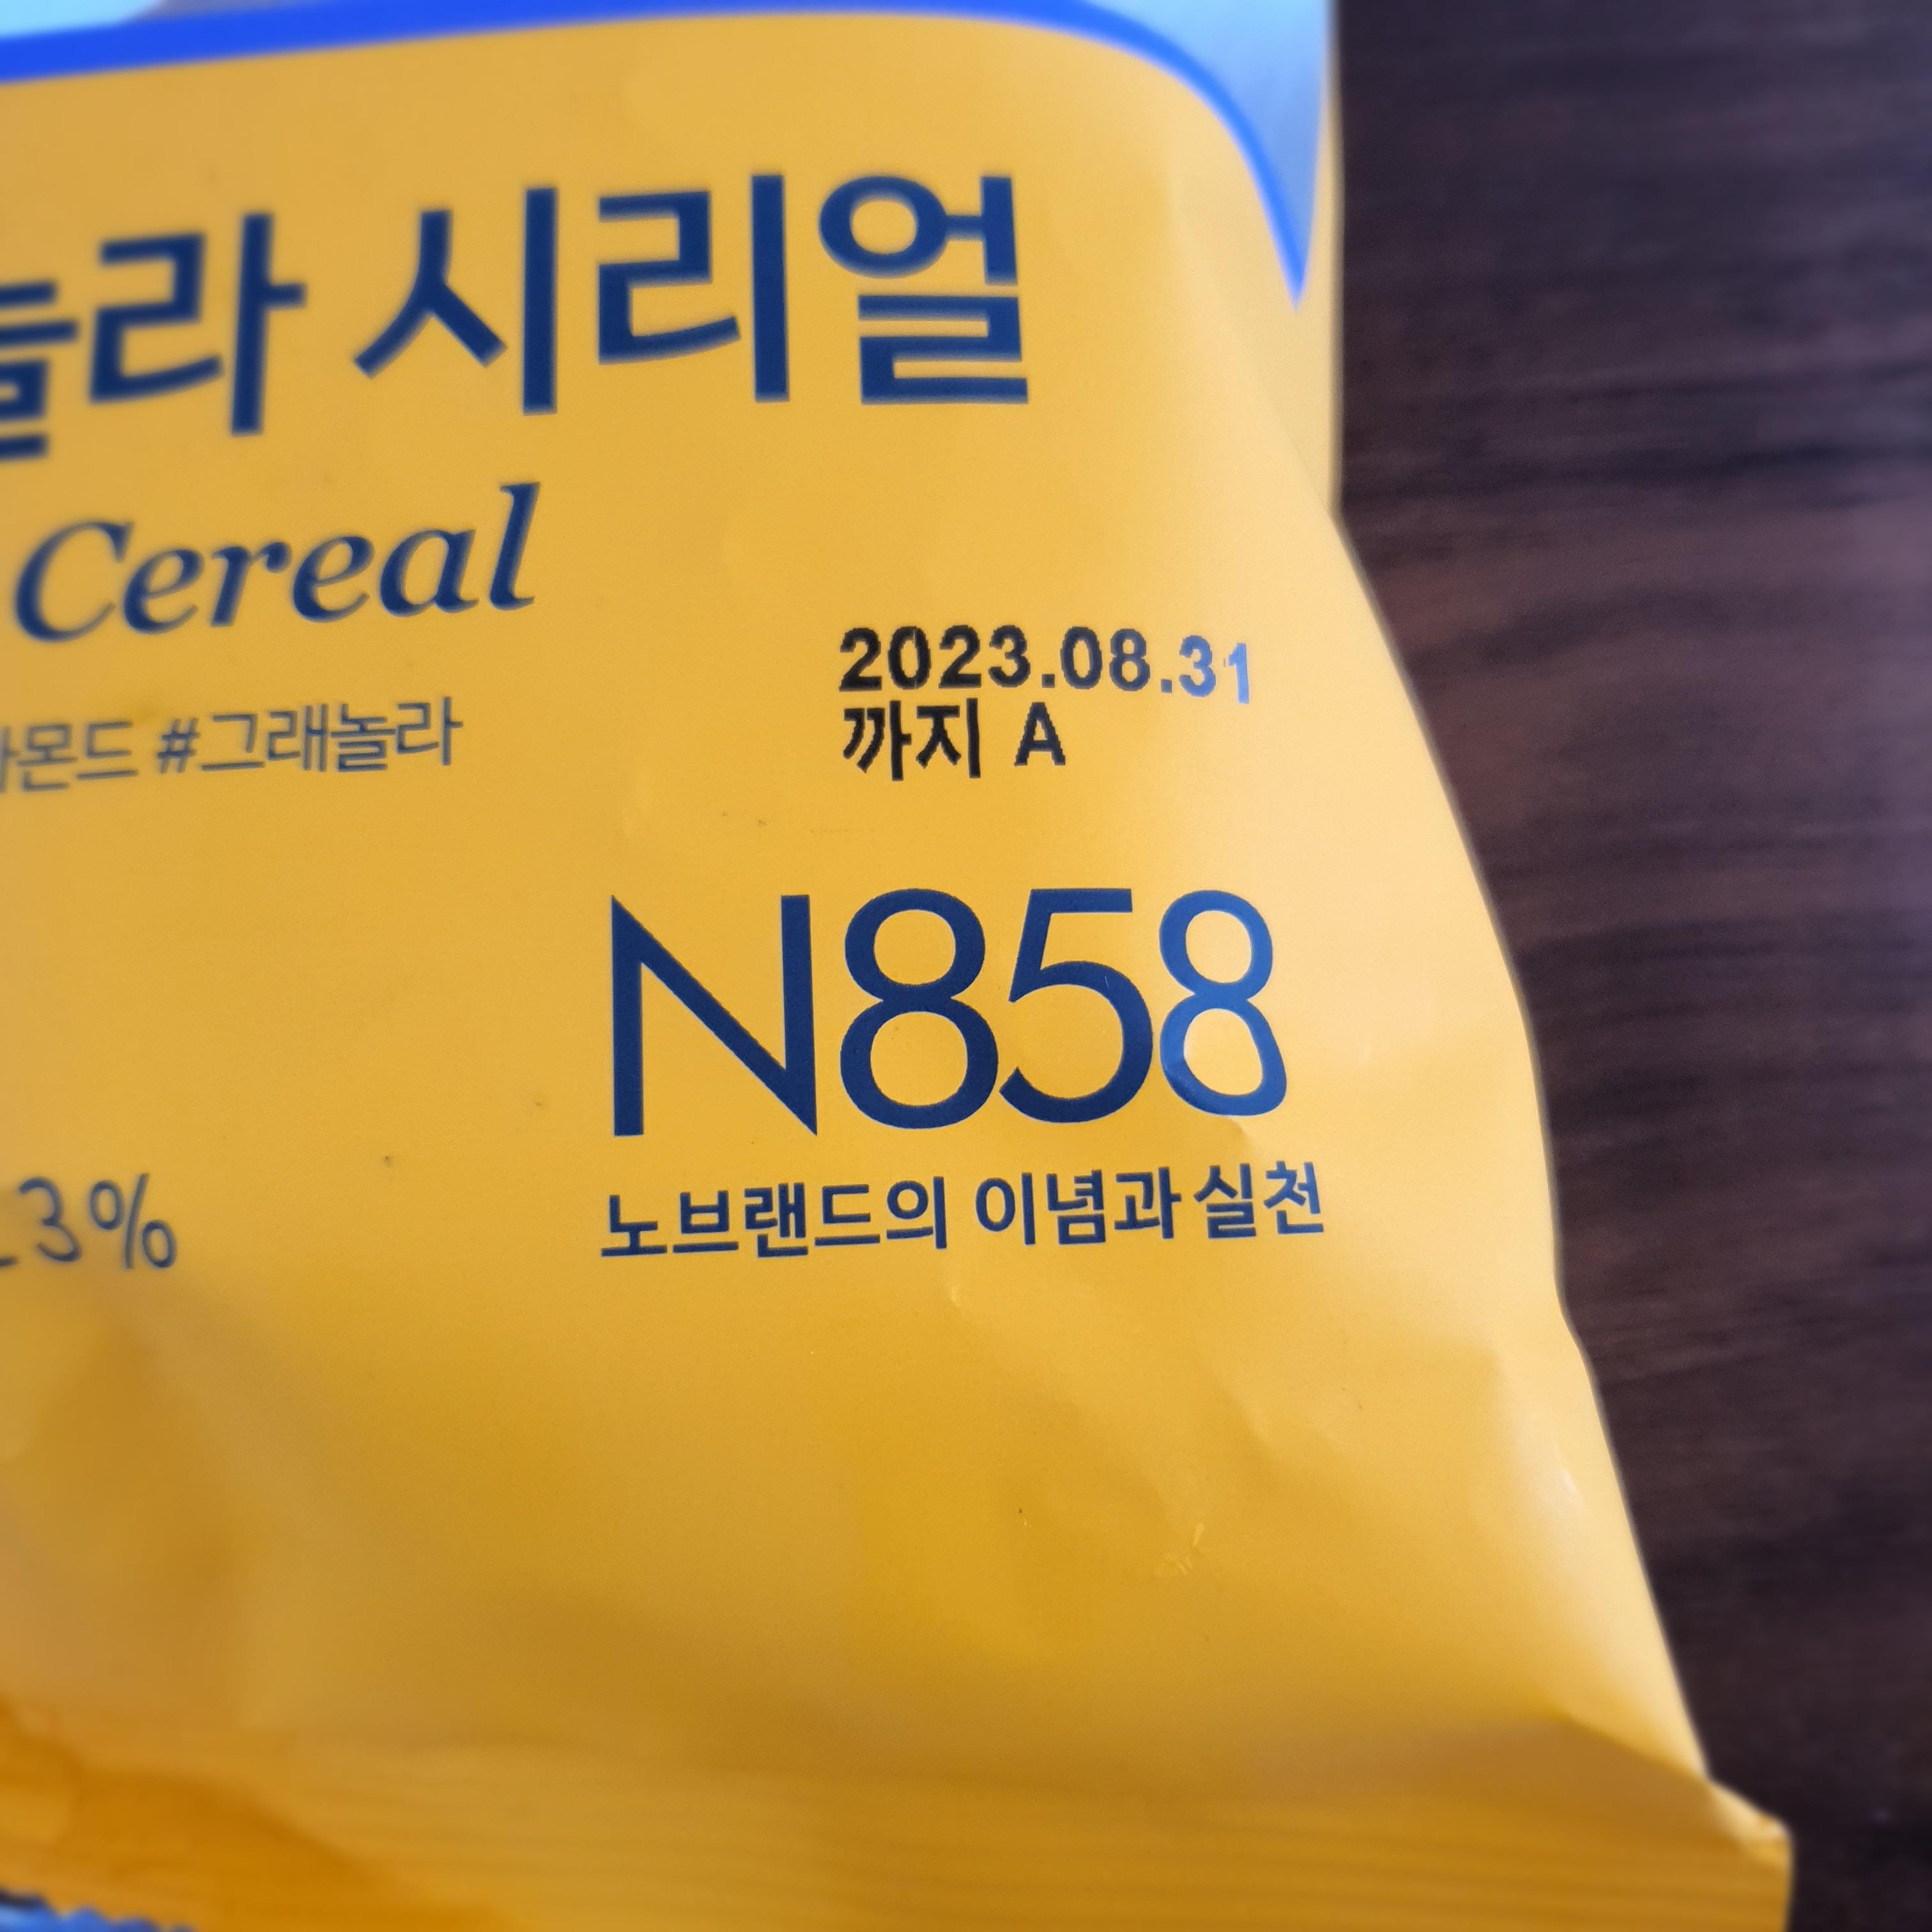 라 시리얼
Cereal
몬드 #그래놀라
2023.08.31
까지 A
N858
노브랜드의 이념과 실천
3%